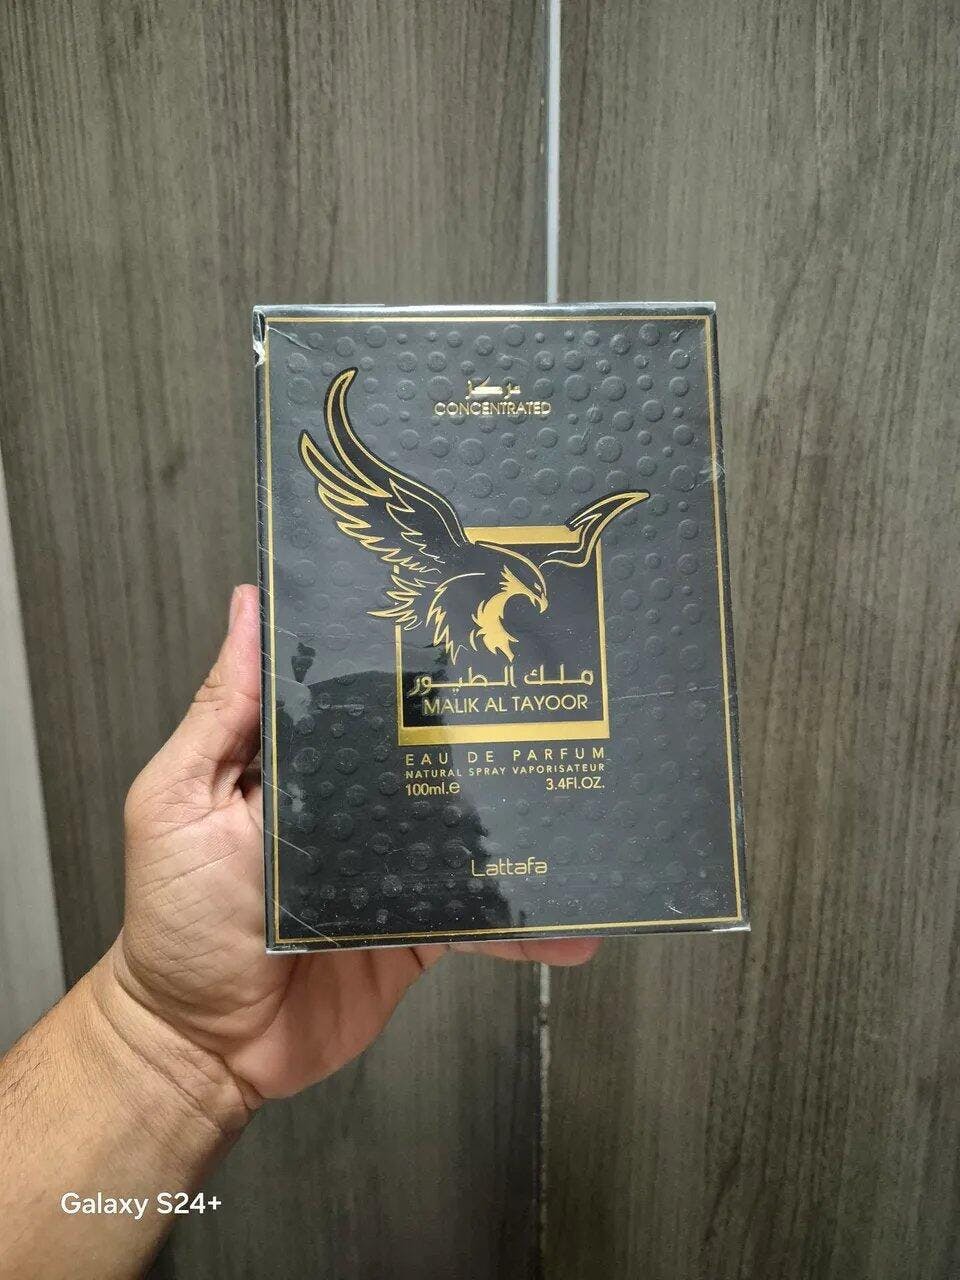 مركز
CONCENTRATED
ملك الطيور
MALIK AL TAYOOR
EAU DE PARFUM
NATURAL SPRAY VAPORISATEUR
100ml.e 3.4Fl.OZ.
Lattafa
Galaxy S24+